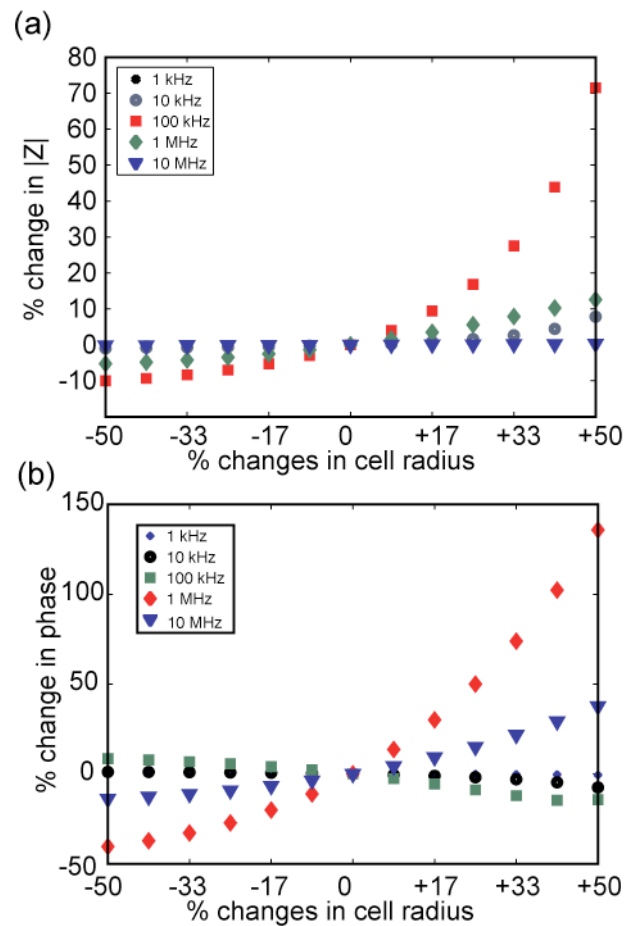 (a)
% change in |Z|
80
70
60
50
40
30
20
10
0
-10
1 kHz
10 kHz
100 kHz
1 MHz
10 MHz
-50 -33 -17 0 +17 +33 +50
% changes in cell radius
(b)
% change in phase
150
100
50
0
-50
1 kHz
10 kHz
100 kHz
1 MHz
10 MHz
-50 -33 -17 0 +17 +33 +50
% changes in cell radius